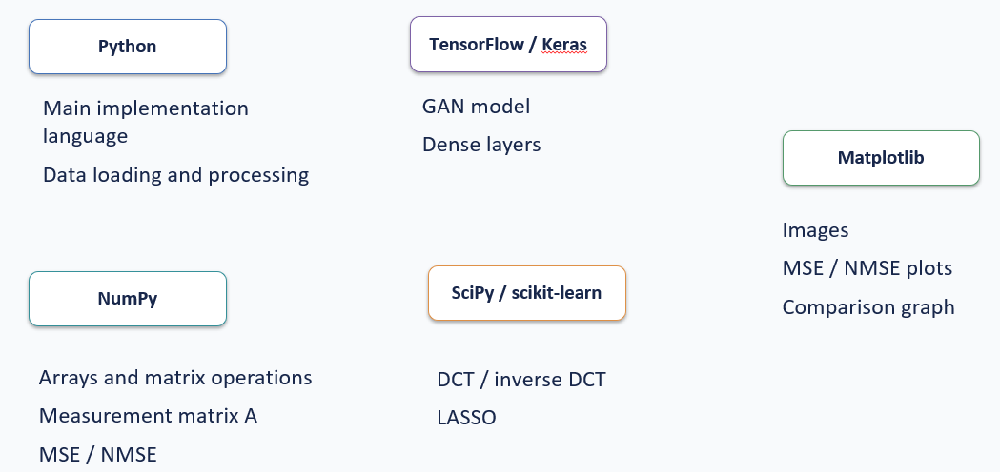 Python
Main implementation
language
Data loading and processing
TensorFlow / Keras
GAN model
Dense layers
Matplotlib
Images
MSE / NMSE plots
Comparison graph
NumPy
Arrays and matrix operations
Measurement matrix A
MSE / NMSE
SciPy / scikit-learn
DCT / inverse DCT
LASSO